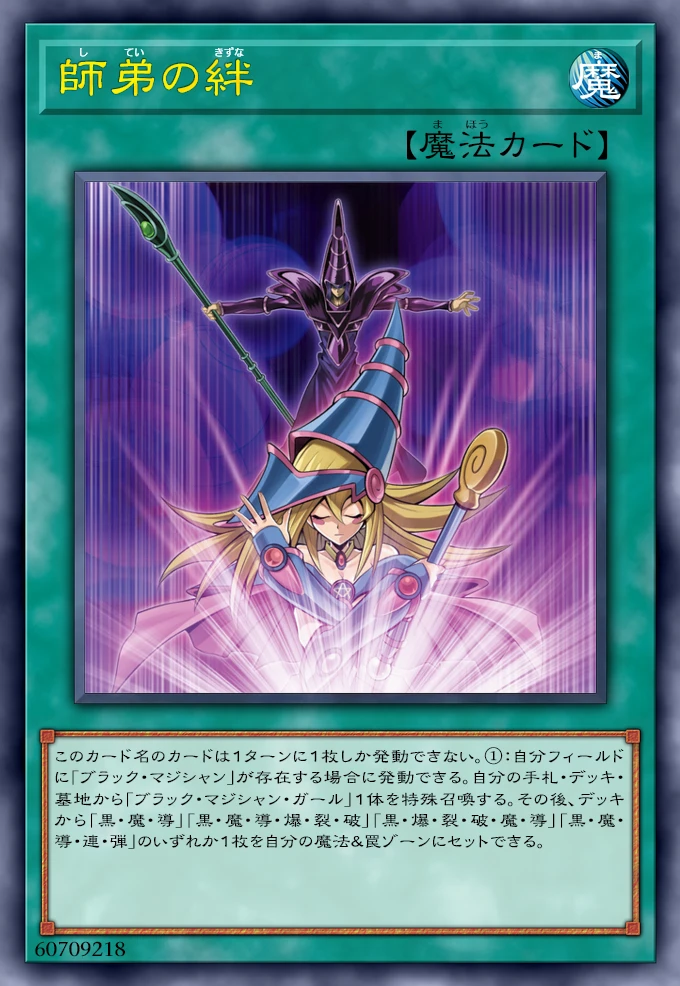 師弟の絆
魔
【魔法カード】
このカード名のカードは1ターンに1枚しか発動できない。①:自分フィールド
に「ブラック・マジシャン」が存在する場合に発動できる。自分の手札・デッキ・
墓地から「ブラック・マジシャン・ガール」1体を特殊召喚する。その後、デッキ
から「黒・魔・導」「黒・魔・導・爆・裂・破」「黒・爆・裂・破・魔・導」「黒・魔・
導・連・弾」のいずれか1枚を自分の魔法&罠ゾーンにセットできる。
60709218